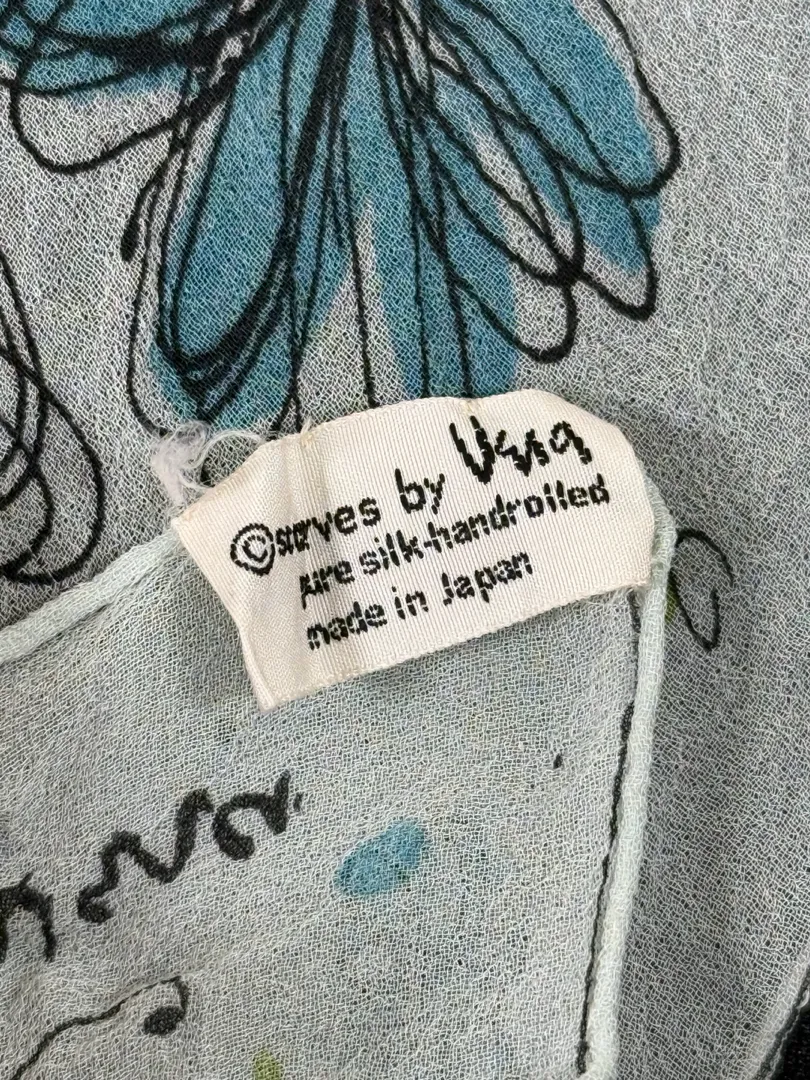 © scarves by Vera
pure silk-handrolled
made in Japan